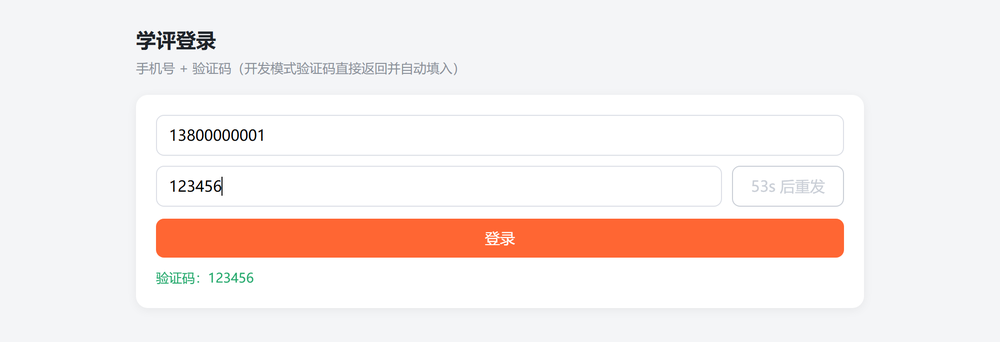 学评登录
手机号 + 验证码（开发模式验证码直接返回并自动填入）
13800000001
123456
53s 后重发
登录
验证码：123456